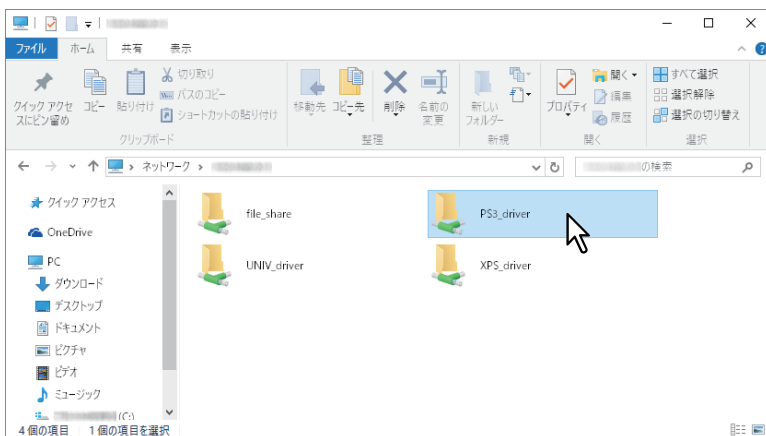 ファイル ホーム 共有 表示
クイック アクセスにピン留め
コピー
貼り付け
切り取り
パスのコピー
ショートカットの貼り付け
クリップボード
移動先
コピー先
削除
名前の変更
整理
新しいフォルダー
新規
プロパティ
開く
編集
履歴
開く
すべて選択
選択解除
選択の切り替え
選択
ネットワーク
の検索
クイック アクセス
OneDrive
PC
ダウンロード
デスクトップ
ドキュメント
ピクチャ
ビデオ
ミュージック
(C:)
file_share
PS3_driver
UNIV_driver
XPS_driver
4 個の項目 1 個の項目を選択